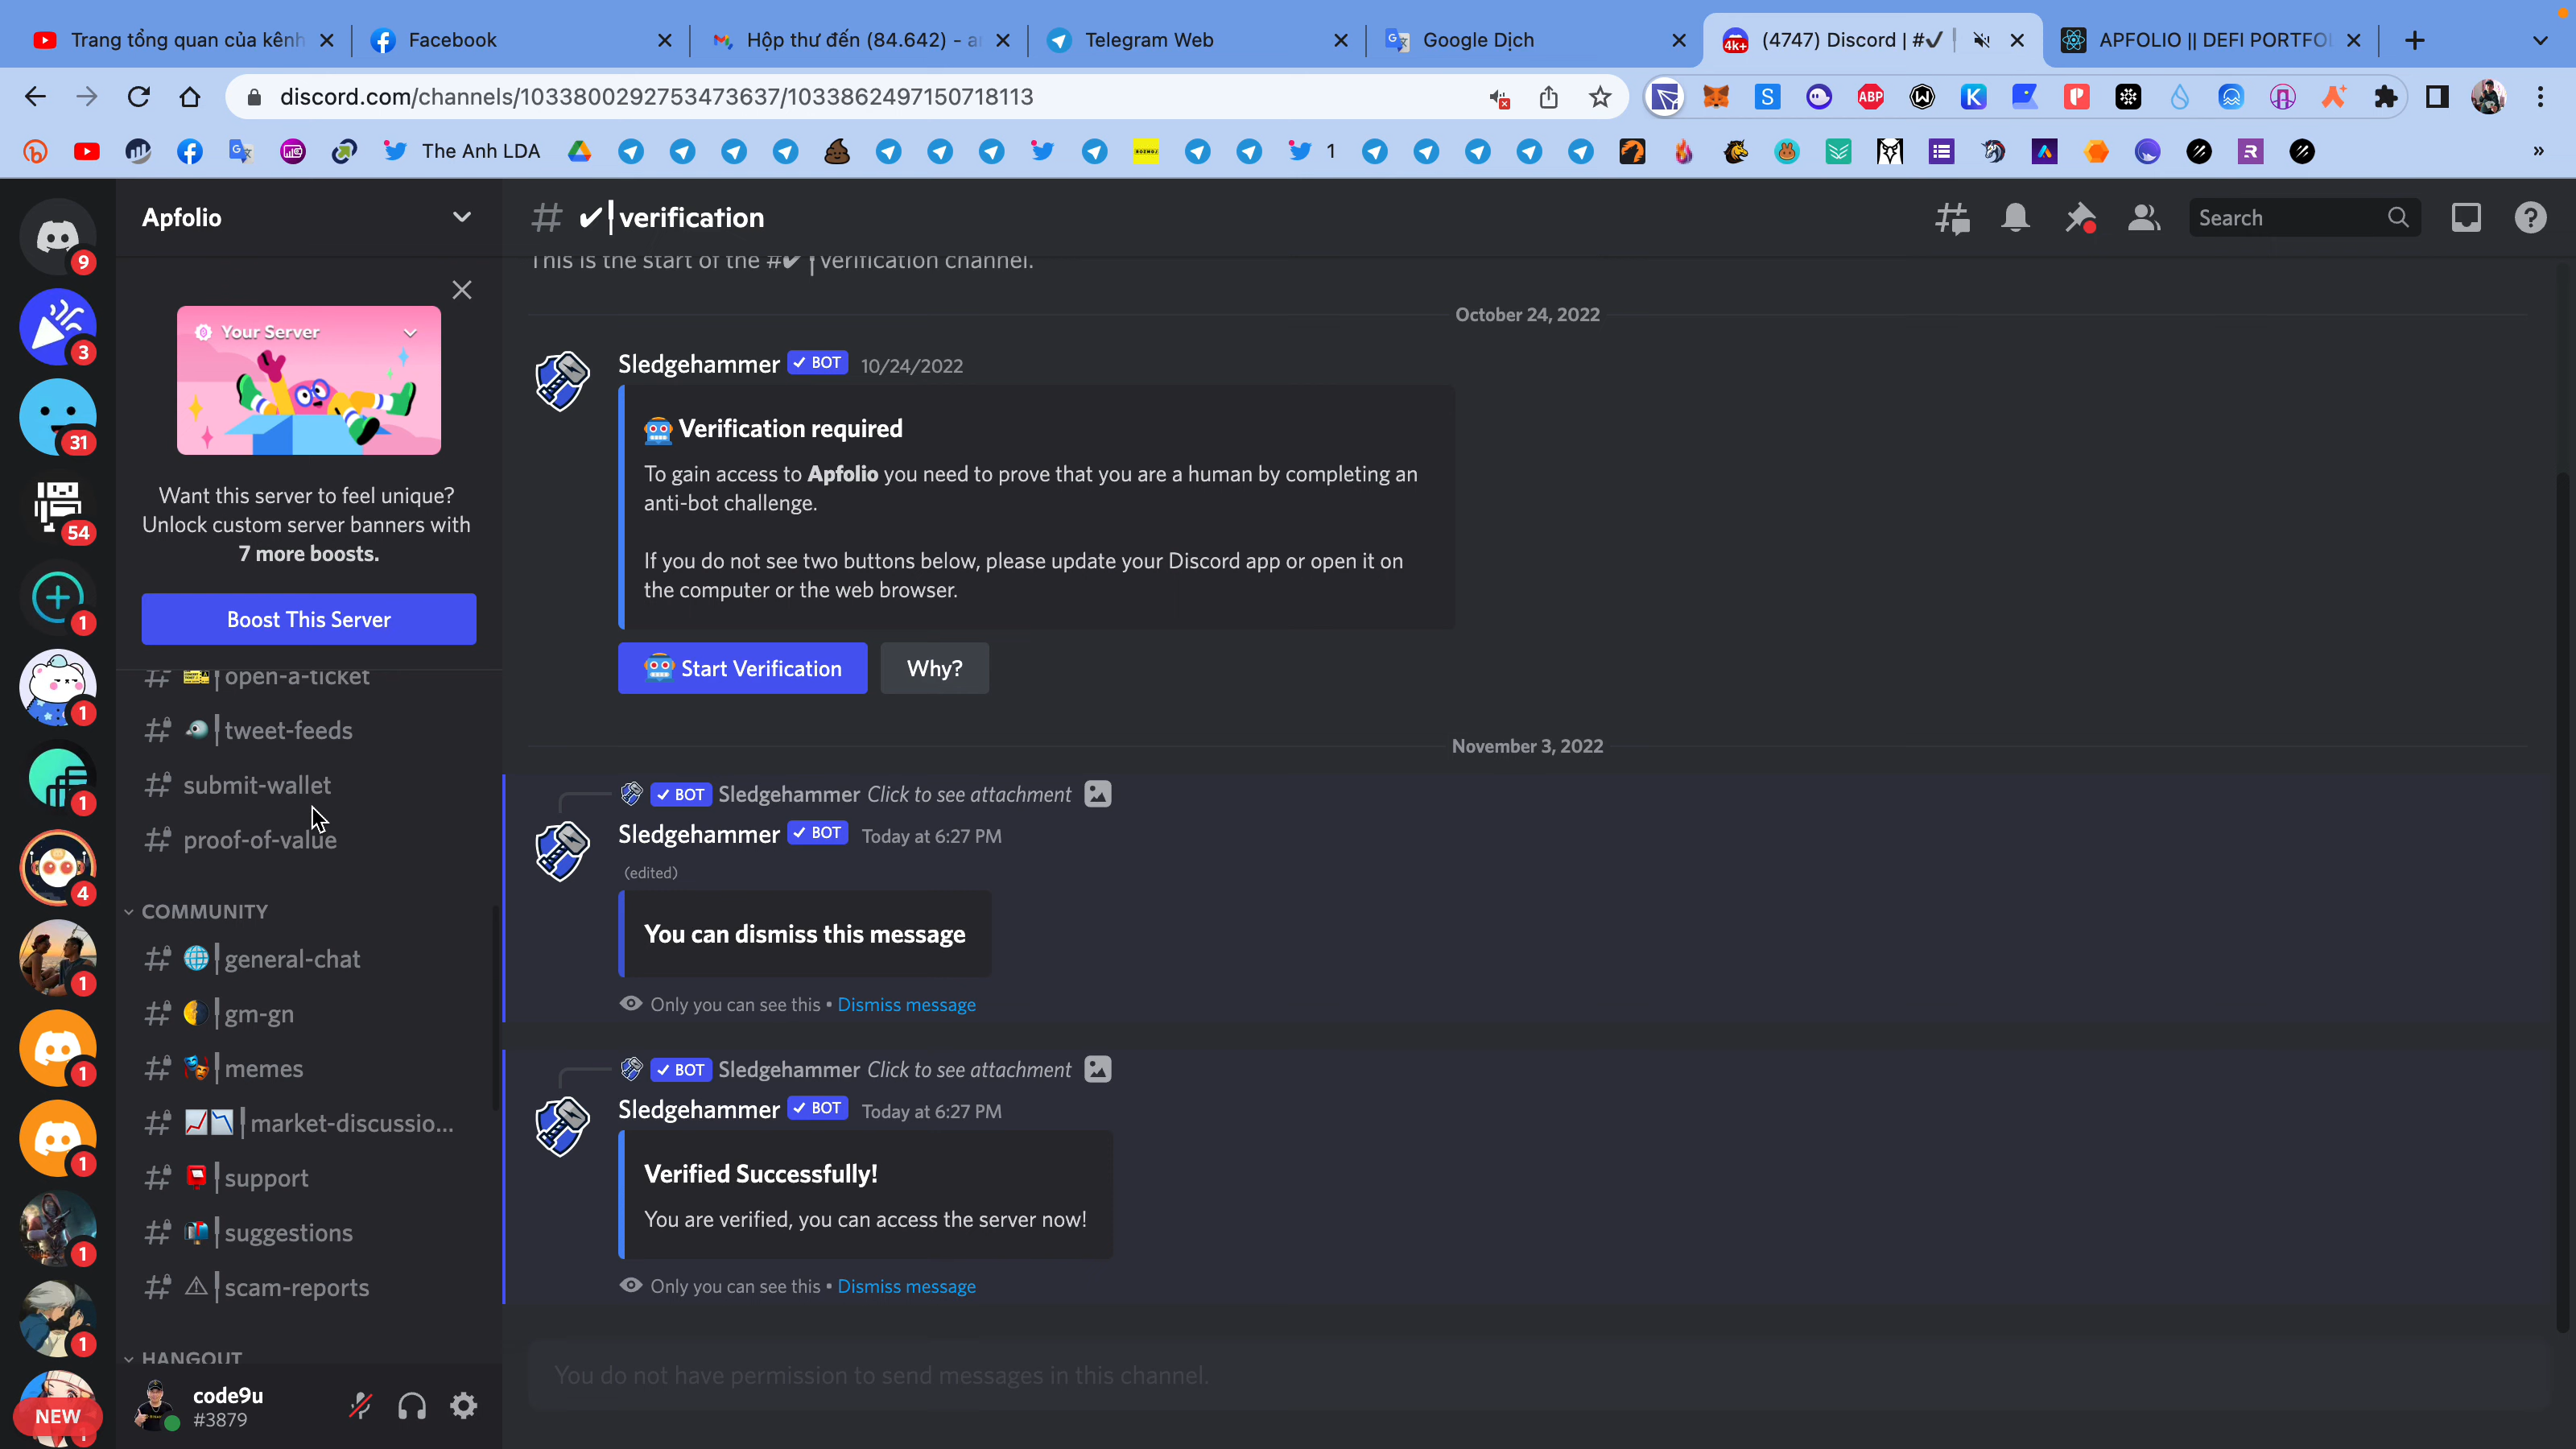 Trang tổng quan của kênh
Facebook
Hộp thư đến (84.642) - a
Telegram Web
Google Dịch
4k+
(4747) Discord | #✔
APFOLIO || DEFI PORTFOL
discord.com/channels/1033800292753473637/1033862497150718113
ABP
The Anh LDA
1
Apfolio
# ✔|verification
Search
This is the start of the #✔|verification channel.
October 24, 2022
9
3
31
54
1
1
1
4
1
1
1
1
1
NEW
Your Server
Want this server to feel unique?
Unlock custom server banners with
7 more boosts.
Boost This Server
open-a-ticket
tweet-feeds
submit-wallet
proof-of-value
COMMUNITY
general-chat
gm-gn
memes
market-discussio...
support
suggestions
scam-reports
HANGOUT
code9u
#3879
Sledgehammer ✔ BOT 10/24/2022
Verification required
To gain access to Apfolio you need to prove that you are a human by completing an
anti-bot challenge.
If you do not see two buttons below, please update your Discord app or open it on
the computer or the web browser.
Start Verification
Why?
November 3, 2022
✔ BOT Sledgehammer Click to see attachment
Sledgehammer ✔ BOT Today at 6:27 PM
(edited)
You can dismiss this message
Only you can see this • Dismiss message
✔ BOT Sledgehammer Click to see attachment
Sledgehammer ✔ BOT Today at 6:27 PM
Verified Successfully!
You are verified, you can access the server now!
Only you can see this • Dismiss message
You do not have permission to send messages in this channel.